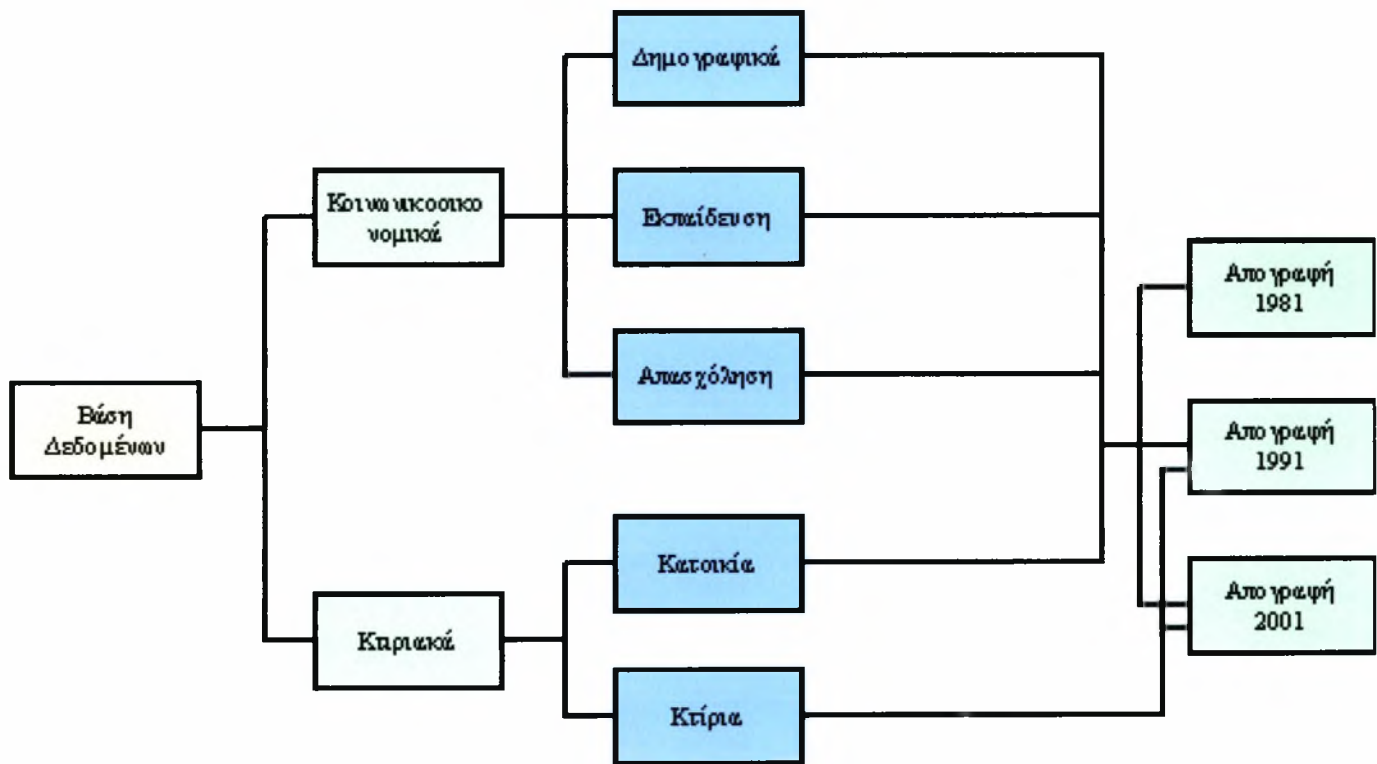 Δημογραφικά
Κοινωνικοοικο
νομικά
Εκπαίδευση
Απογραφή
1981
Απασχόληση
Βάση
Δεδομένων
Απογραφή
1991
Κατοικία
Απογραφή
2001
Κτιριακά
Κτίρια